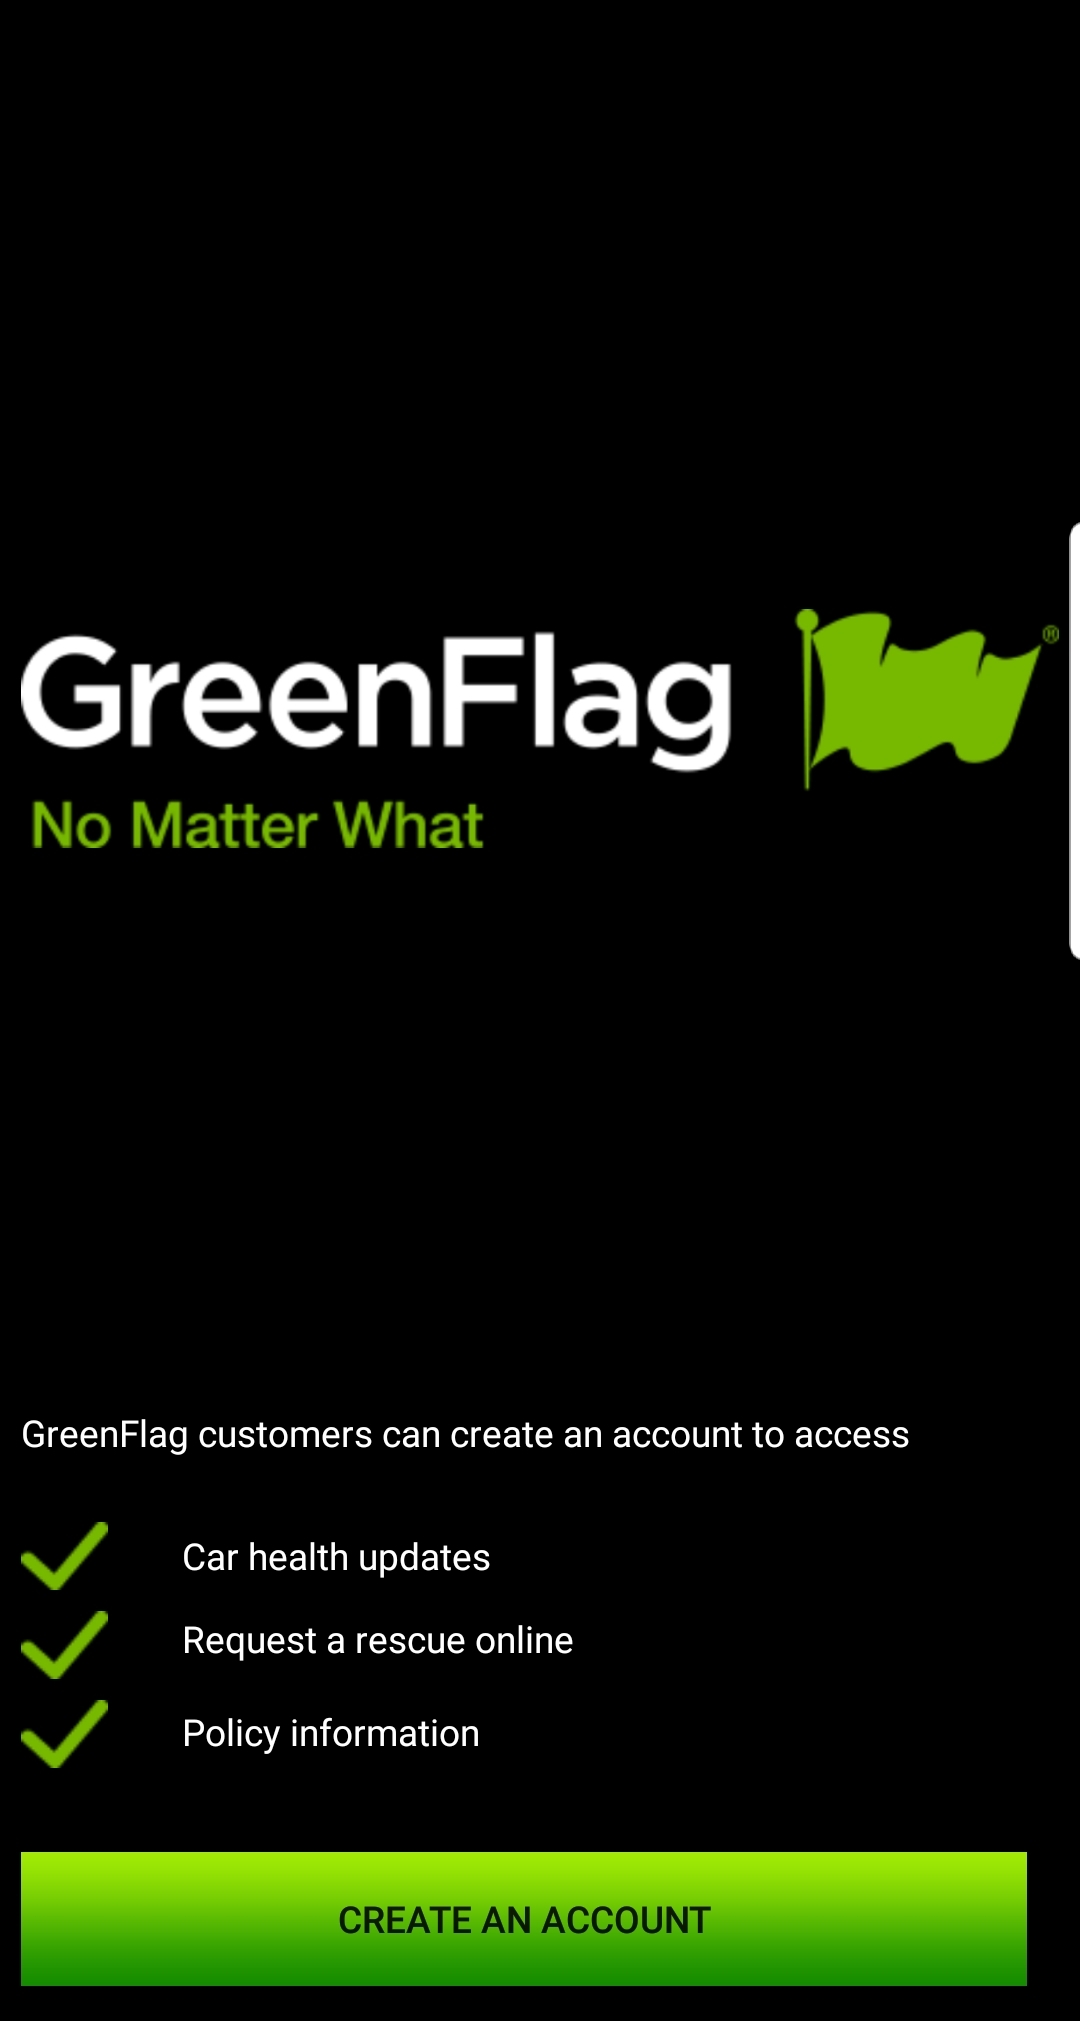 GreenFlag ®
No Matter What
GreenFlag customers can create an account to access
Car health updates
Request a rescue online
Policy information
CREATE AN ACCOUNT